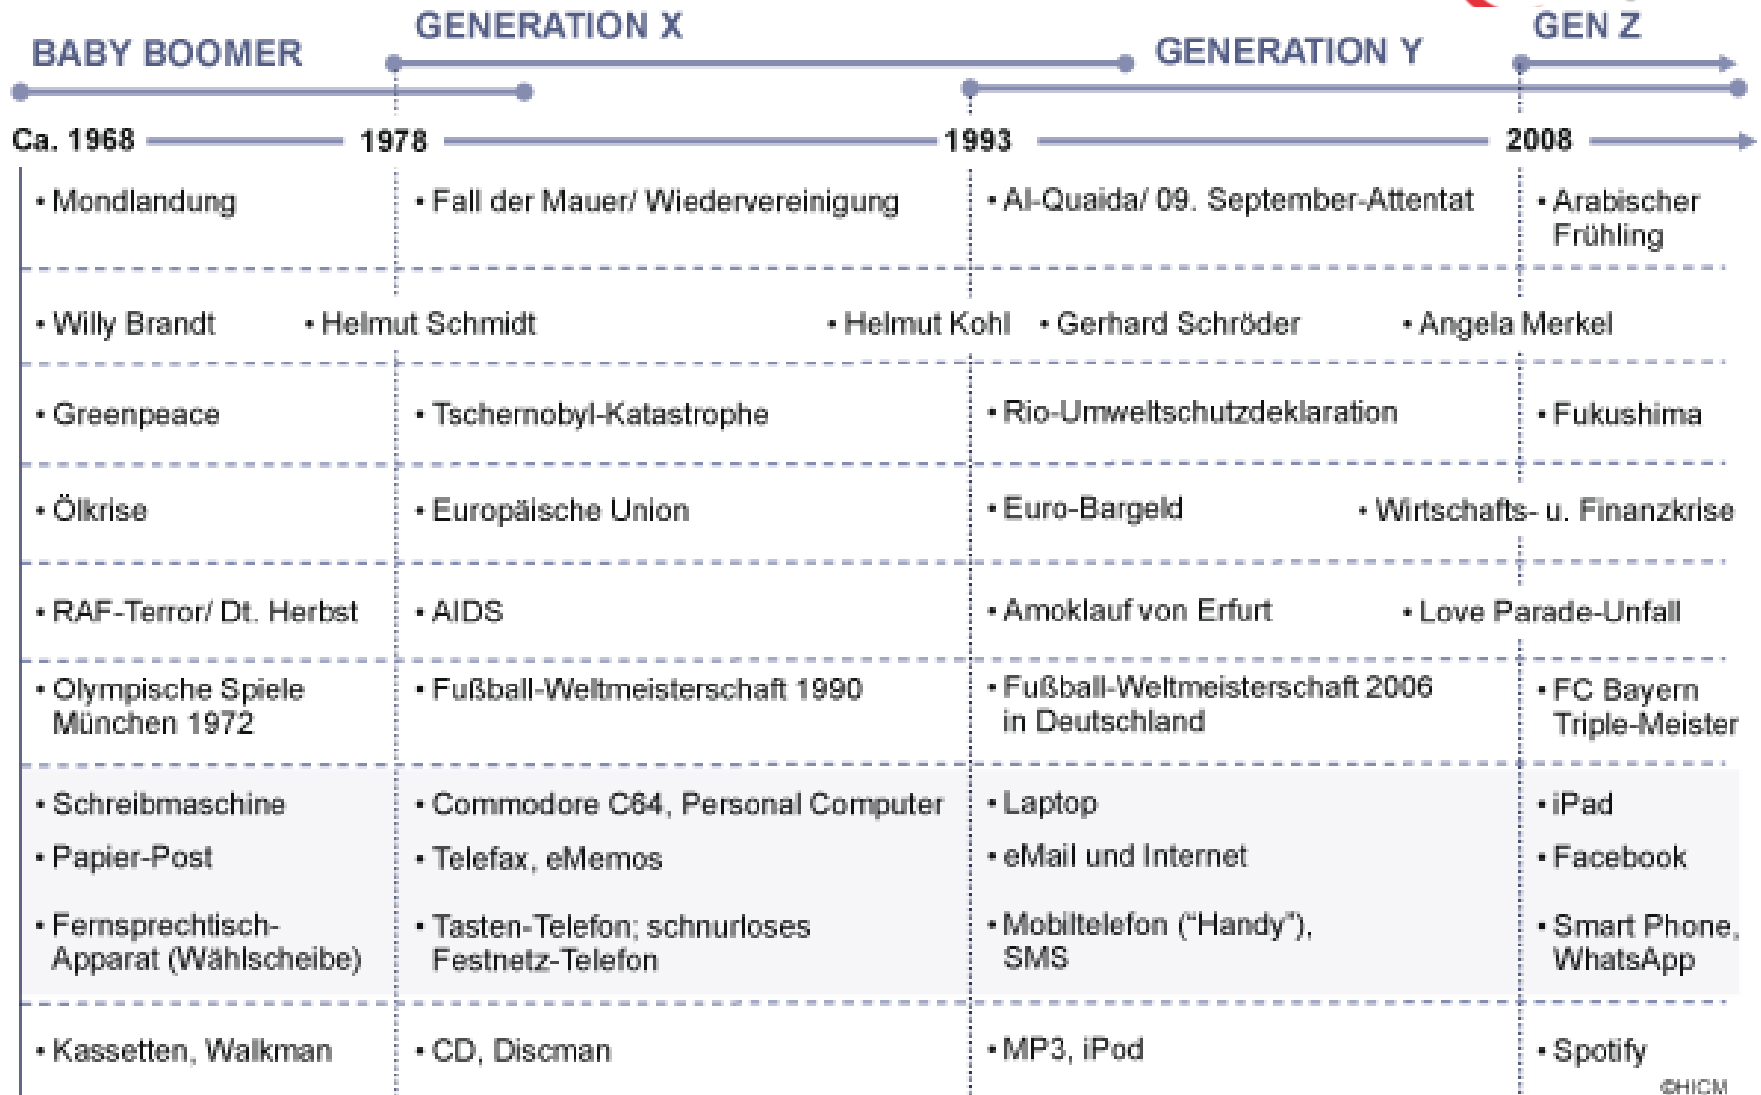 GENERATION X
GEN Z
BABY BOOMER
GENERATION Y
Ca. 1968
1978
1993
2008
• Mondlandung
• Fall der Mauer/ Wiedervereinigung
• Al-Quaida/ 09. September-Attentat
• Arabischer
Frühling
• Willy Brandt
• Helmut Schmidt
• Helmut Kohl
• Gerhard Schröder
• Angela Merkel
• Greenpeace
• Tschernobyl-Katastrophe
• Rio-Umweltschutzdeklaration
• Fukushima
• Ölkrise
• Europäische Union
• Euro-Bargeld
• Wirtschafts- u. Finanzkrise
• RAF-Terror/ Dt. Herbst
• AIDS
• Amoklauf von Erfurt
• Love Parade-Unfall
• Olympische Spiele
München 1972
• Fußball-Weltmeisterschaft 1990
• Fußball-Weltmeisterschaft 2006
in Deutschland
• FC Bayern
Triple-Meister
• Schreibmaschine
• Commodore C64, Personal Computer
• Laptop
• iPad
• Papier-Post
• Telefax, eMemos
• eMail und Internet
• Facebook
• Fernsprechtisch-
Apparat (Wählscheibe)
• Tasten-Telefon; schnurloses
Festnetz-Telefon
• Mobiltelefon (“Handy”),
SMS
• Smart Phone,
WhatsApp
• Kassetten, Walkman
• CD, Discman
• MP3, iPod
• Spotify
©HICM